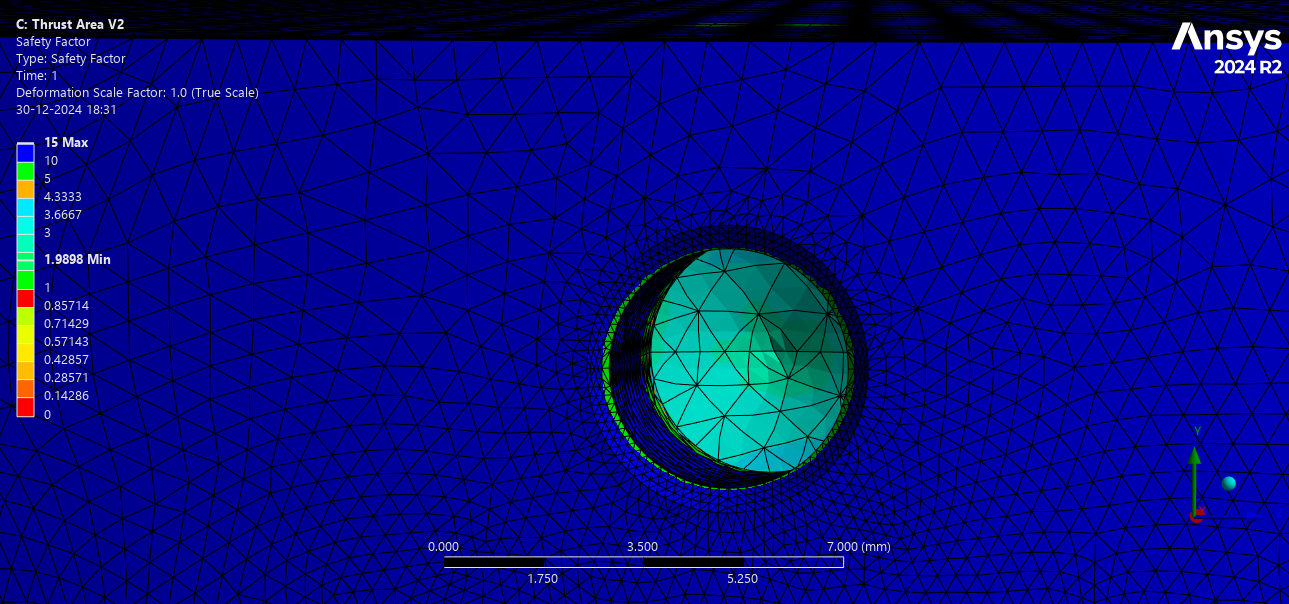 C: Thrust Area V2
Safety Factor
Type: Safety Factor
Time: 1
Deformation Scale Factor: 1.0 (True Scale)
30-12-2024 18:31
Ansys
2024 R2
15 Max
10
5
4.3333
3.6667
3
1.9898 Min
1
0.85714
0.71429
0.57143
0.42857
0.28571
0.14286
0
Y
X
0.000 3.500 7.000 (mm)
1.750 5.250